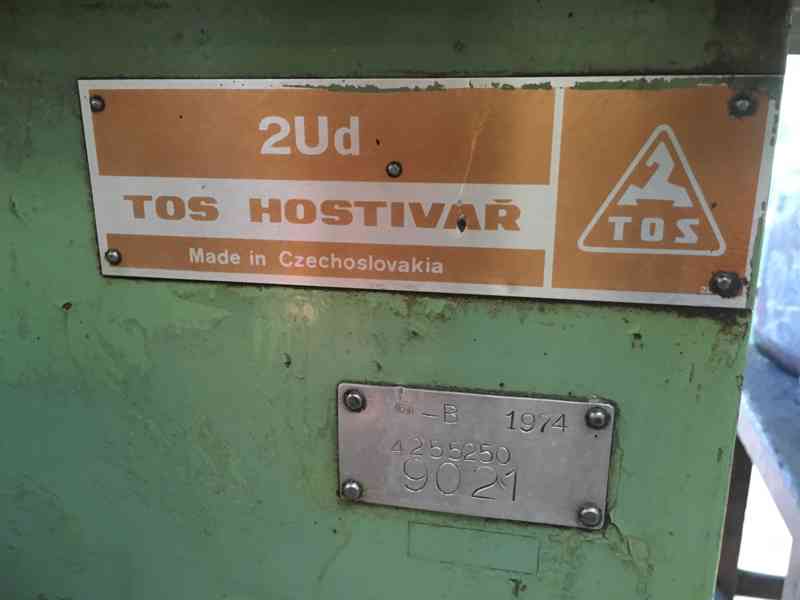 2Ud
TOS HOSTIVAŘ
Made in Czechoslovakia
TOS
-B 1974
4255250
9021